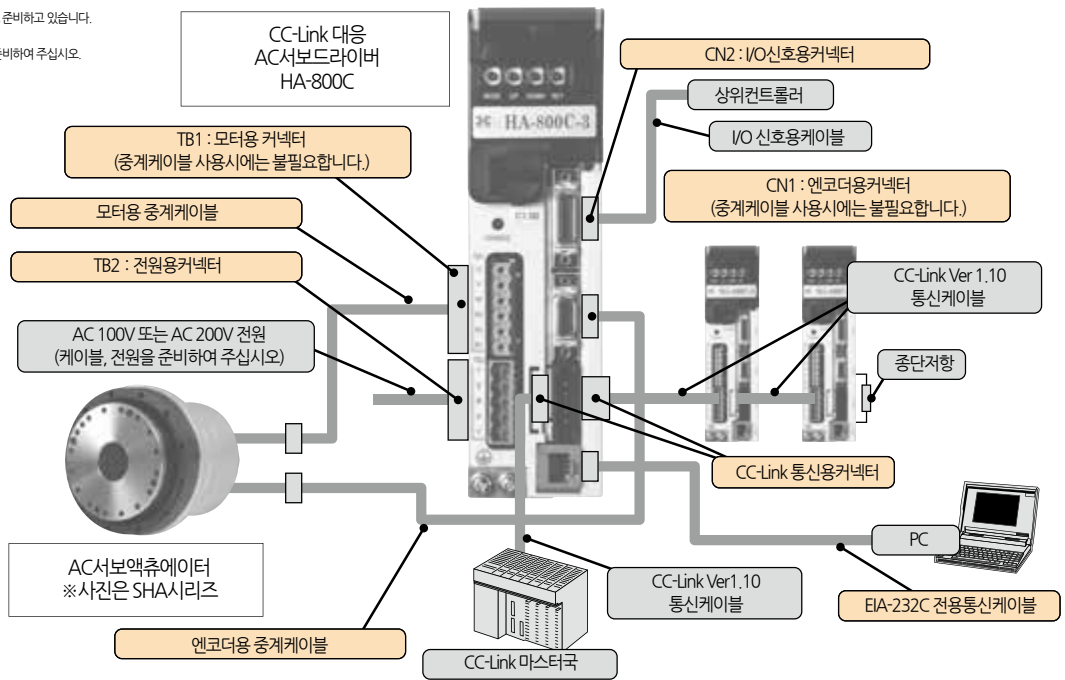 준비하고 있습니다.
비하여 주십시오.
CC-Link 대응
AC서보드라이버
HA-800C
CN2 : I/O신호용커넥터
상위컨트롤러
I/O 신호용케이블
HA-800C-3
TB1 : 모터용 커넥터
(중계케이블 사용시에는 불필요합니다.)
CN1 : 엔코더용커넥터
(중계케이블 사용시에는 불필요합니다.)
모터용 중계케이블
TB2 : 전원용커넥터
CC-Link Ver 1.10
통신케이블
AC 100V 또는 AC 200V 전원
(케이블, 전원을 준비하여 주십시오)
종단저항
CC-Link 통신용커넥터
PC
AC서보액츄에이터
※사진은 SHA시리즈
CC-Link Ver1.10
통신케이블
EIA-232C 전용통신케이블
엔코더용 중계케이블
CC-Link 마스터국